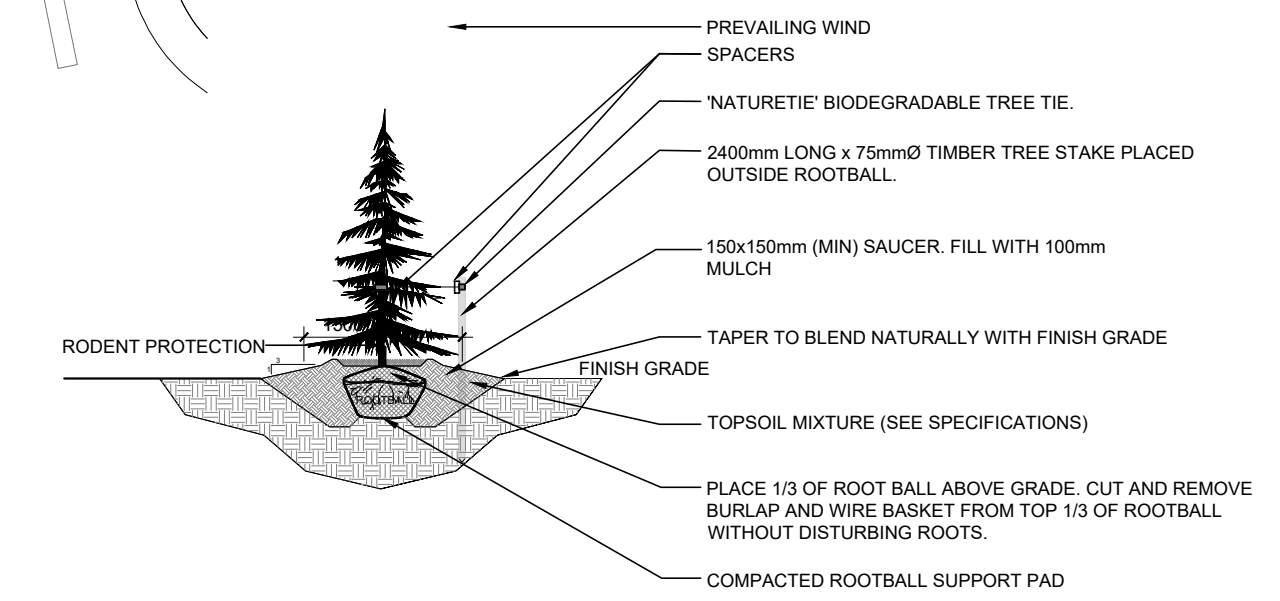 PREVAILING WIND
SPACERS
'NATURETIE' BIODEGRADABLE TREE TIE.
2400mm LONG x 75mmØ TIMBER TREE STAKE PLACED
OUTSIDE ROOTBALL.
150x150mm (MIN) SAUCER. FILL WITH 100mm
MULCH
TAPER TO BLEND NATURALLY WITH FINISH GRADE
RODENT PROTECTION
3
1
FINISH GRADE
ROOTBALL
TOPSOIL MIXTURE (SEE SPECIFICATIONS)
PLACE 1/3 OF ROOT BALL ABOVE GRADE. CUT AND REMOVE
BURLAP AND WIRE BASKET FROM TOP 1/3 OF ROOTBALL
WITHOUT DISTURBING ROOTS.
COMPACTED ROOTBALL SUPPORT PAD